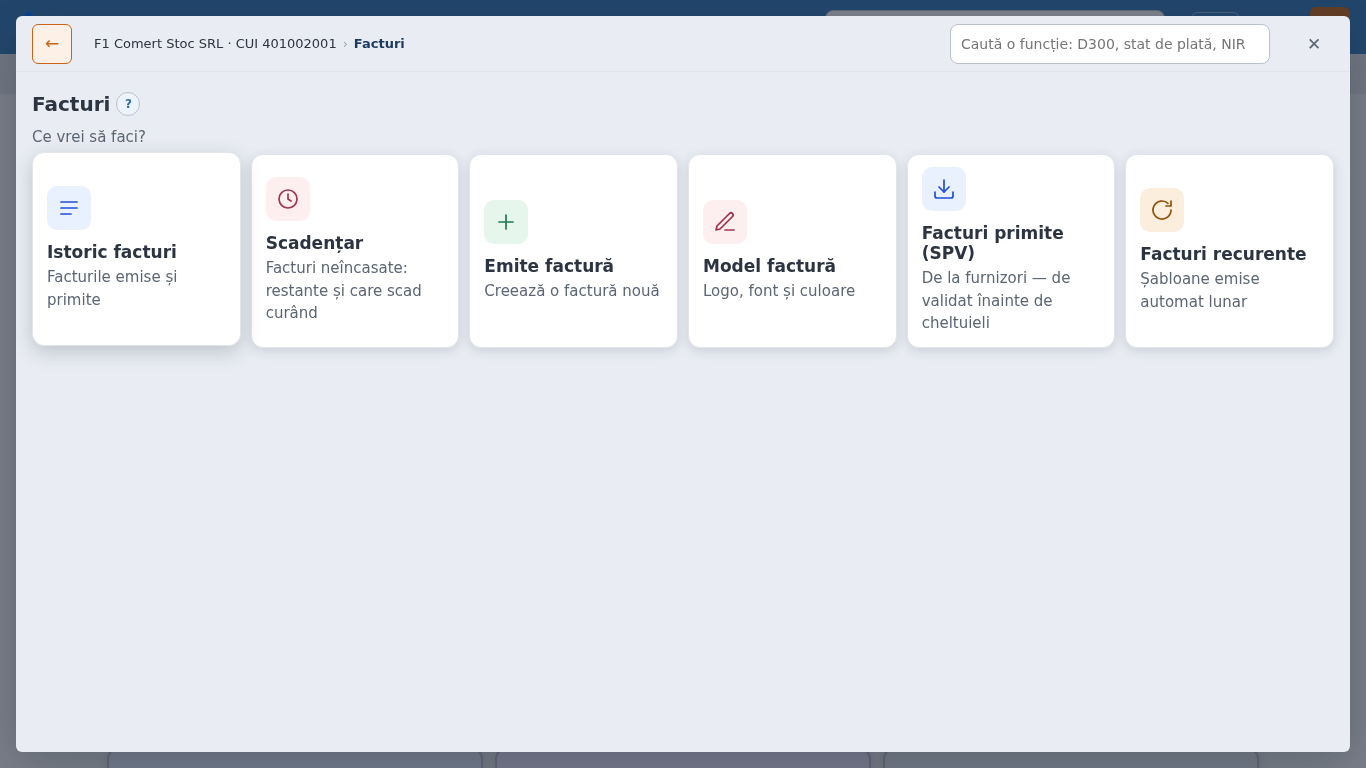 ←
F1 Comert Stoc SRL · CUI 401002001 › Facturi
Caută o funcție: D300, stat de plată, NIR
✕
Facturi ?
Ce vrei să faci?
Istoric facturi
Facturile emise și
primite
Scadențar
Facturi neîncasate:
restante și care scad
curând
Emite factură
Creează o factură nouă
Model factură
Logo, font și culoare
Facturi primite
(SPV)
De la furnizori — de
validat înainte de
cheltuieli
Facturi recurente
Șabloane emise
automat lunar